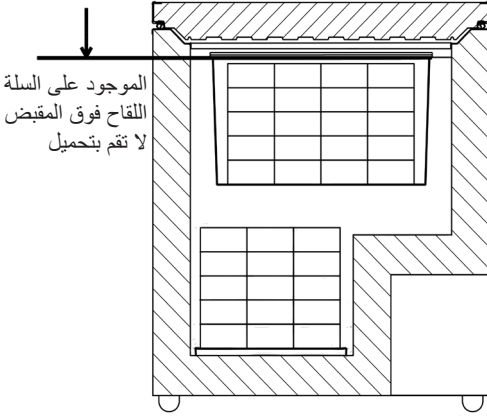 الموجود على السلة
اللقاح فوق المقبض
لا تقم بتحميل